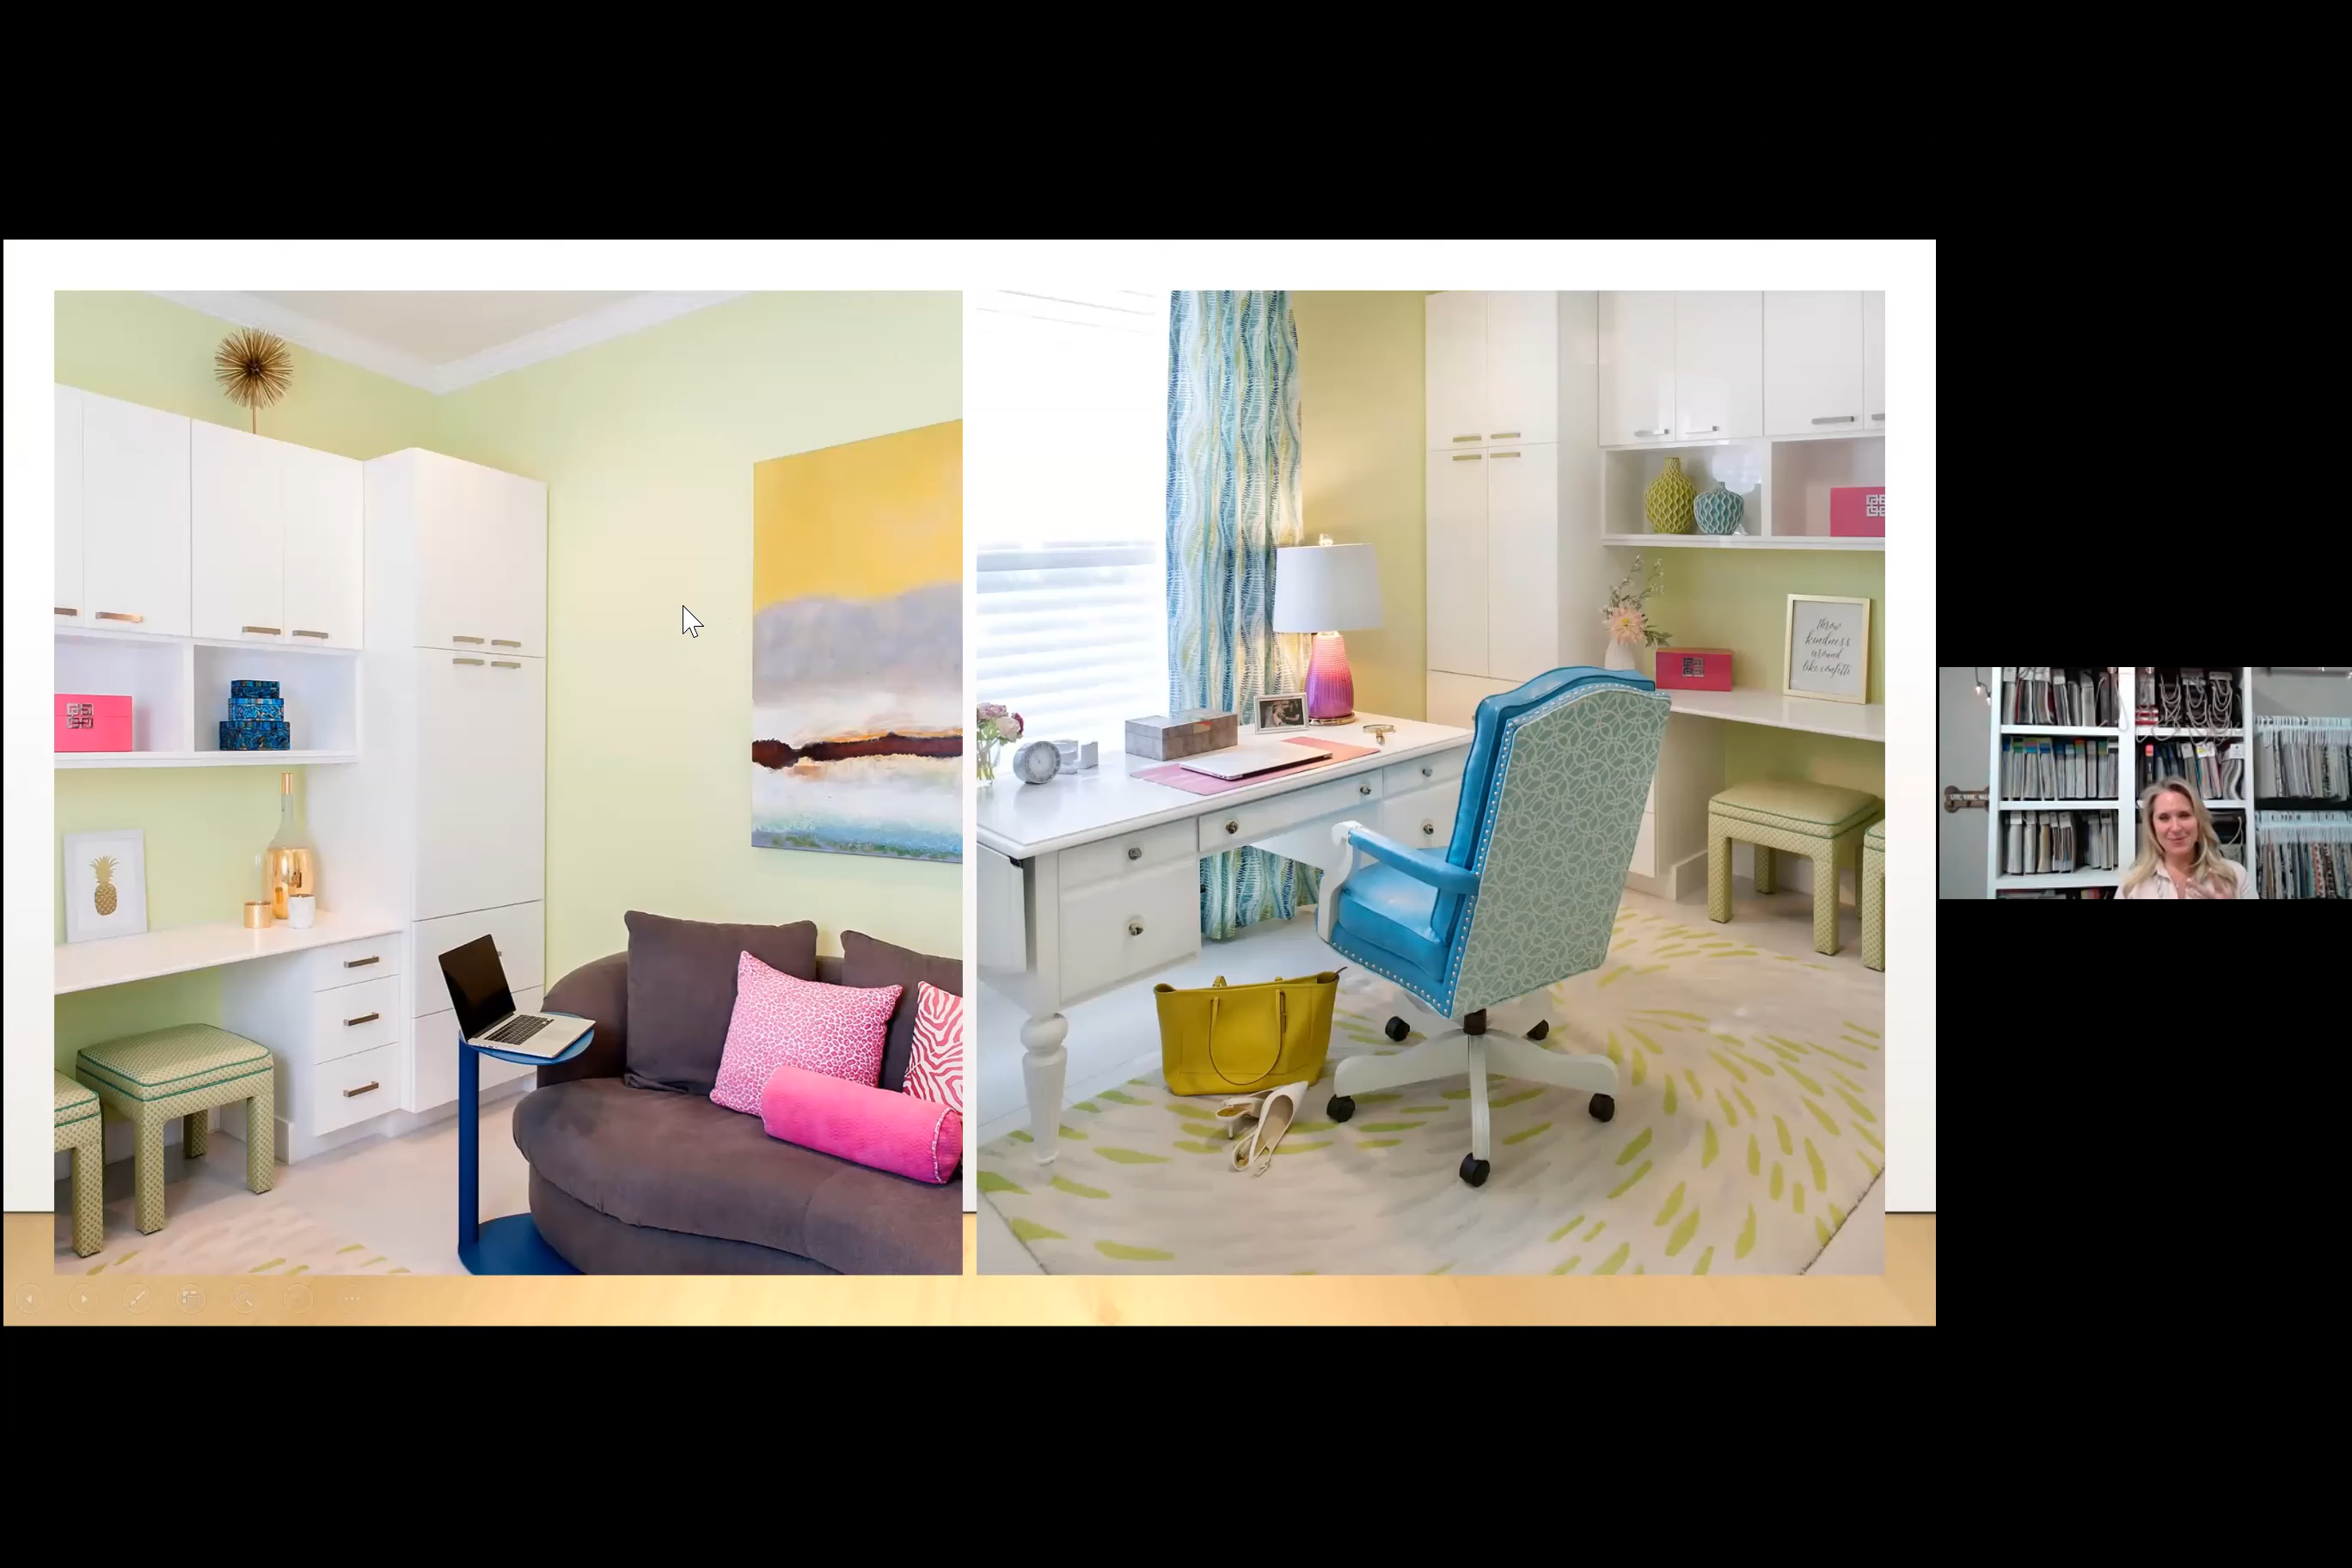 throw
kindness
around
like confetti